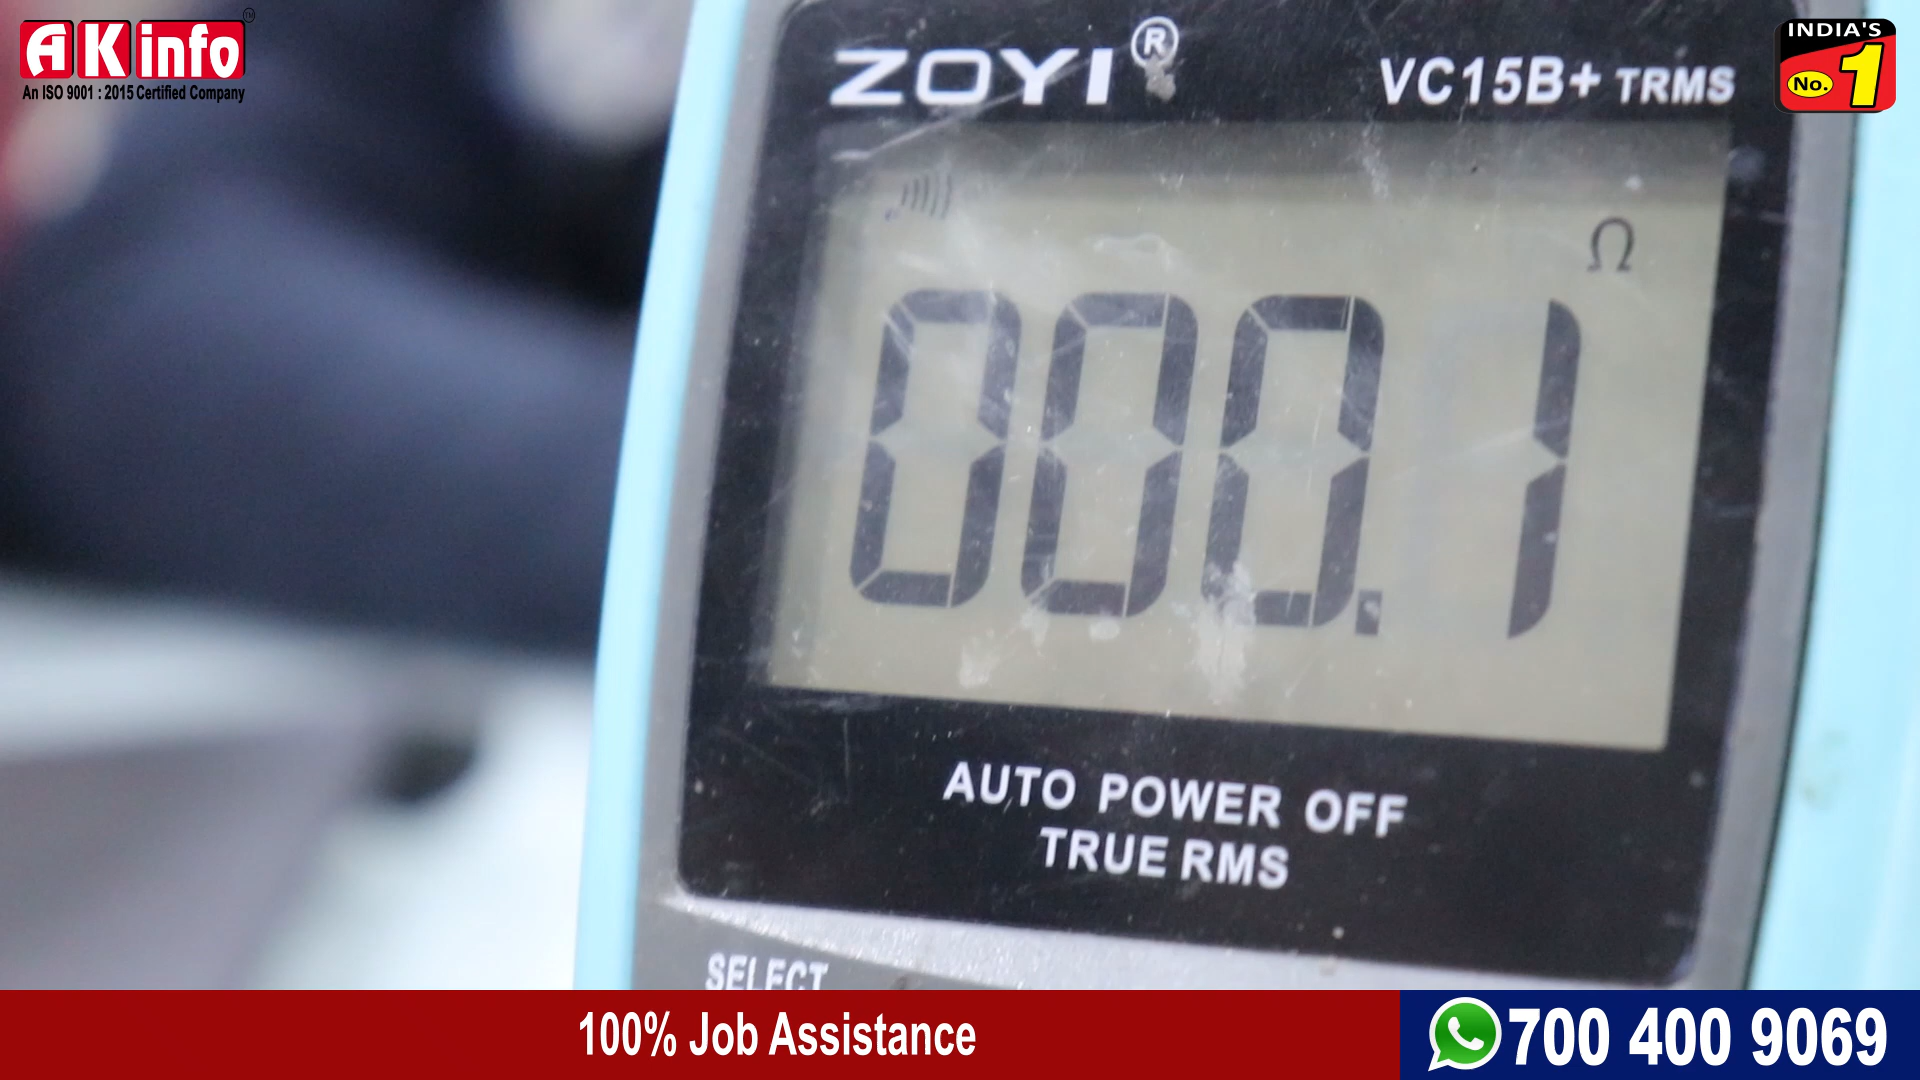 AK info TM
An ISO 9001 : 2015 Certified Company
INDIA'S
No. 1
ZOYI® VC15B+ TRMS
Ω
000.1
AUTO POWER OFF
TRUE RMS
SELECT
100% Job Assistance
700 400 9069